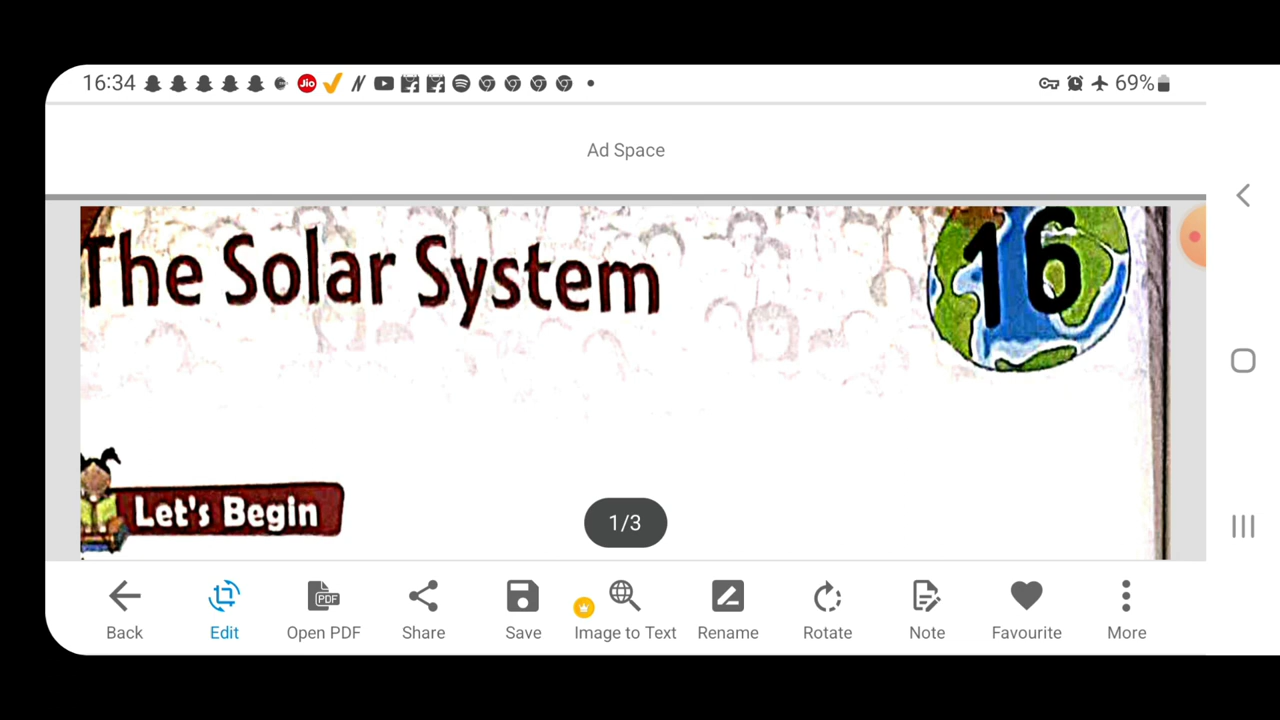 16:34
Jio
69%
Ad Space
The Solar System
16
Let's Begin
1/3
PDF
Back
Edit
Open PDF
Share
Save
Image to Text
Rename
Rotate
Note
Favourite
More